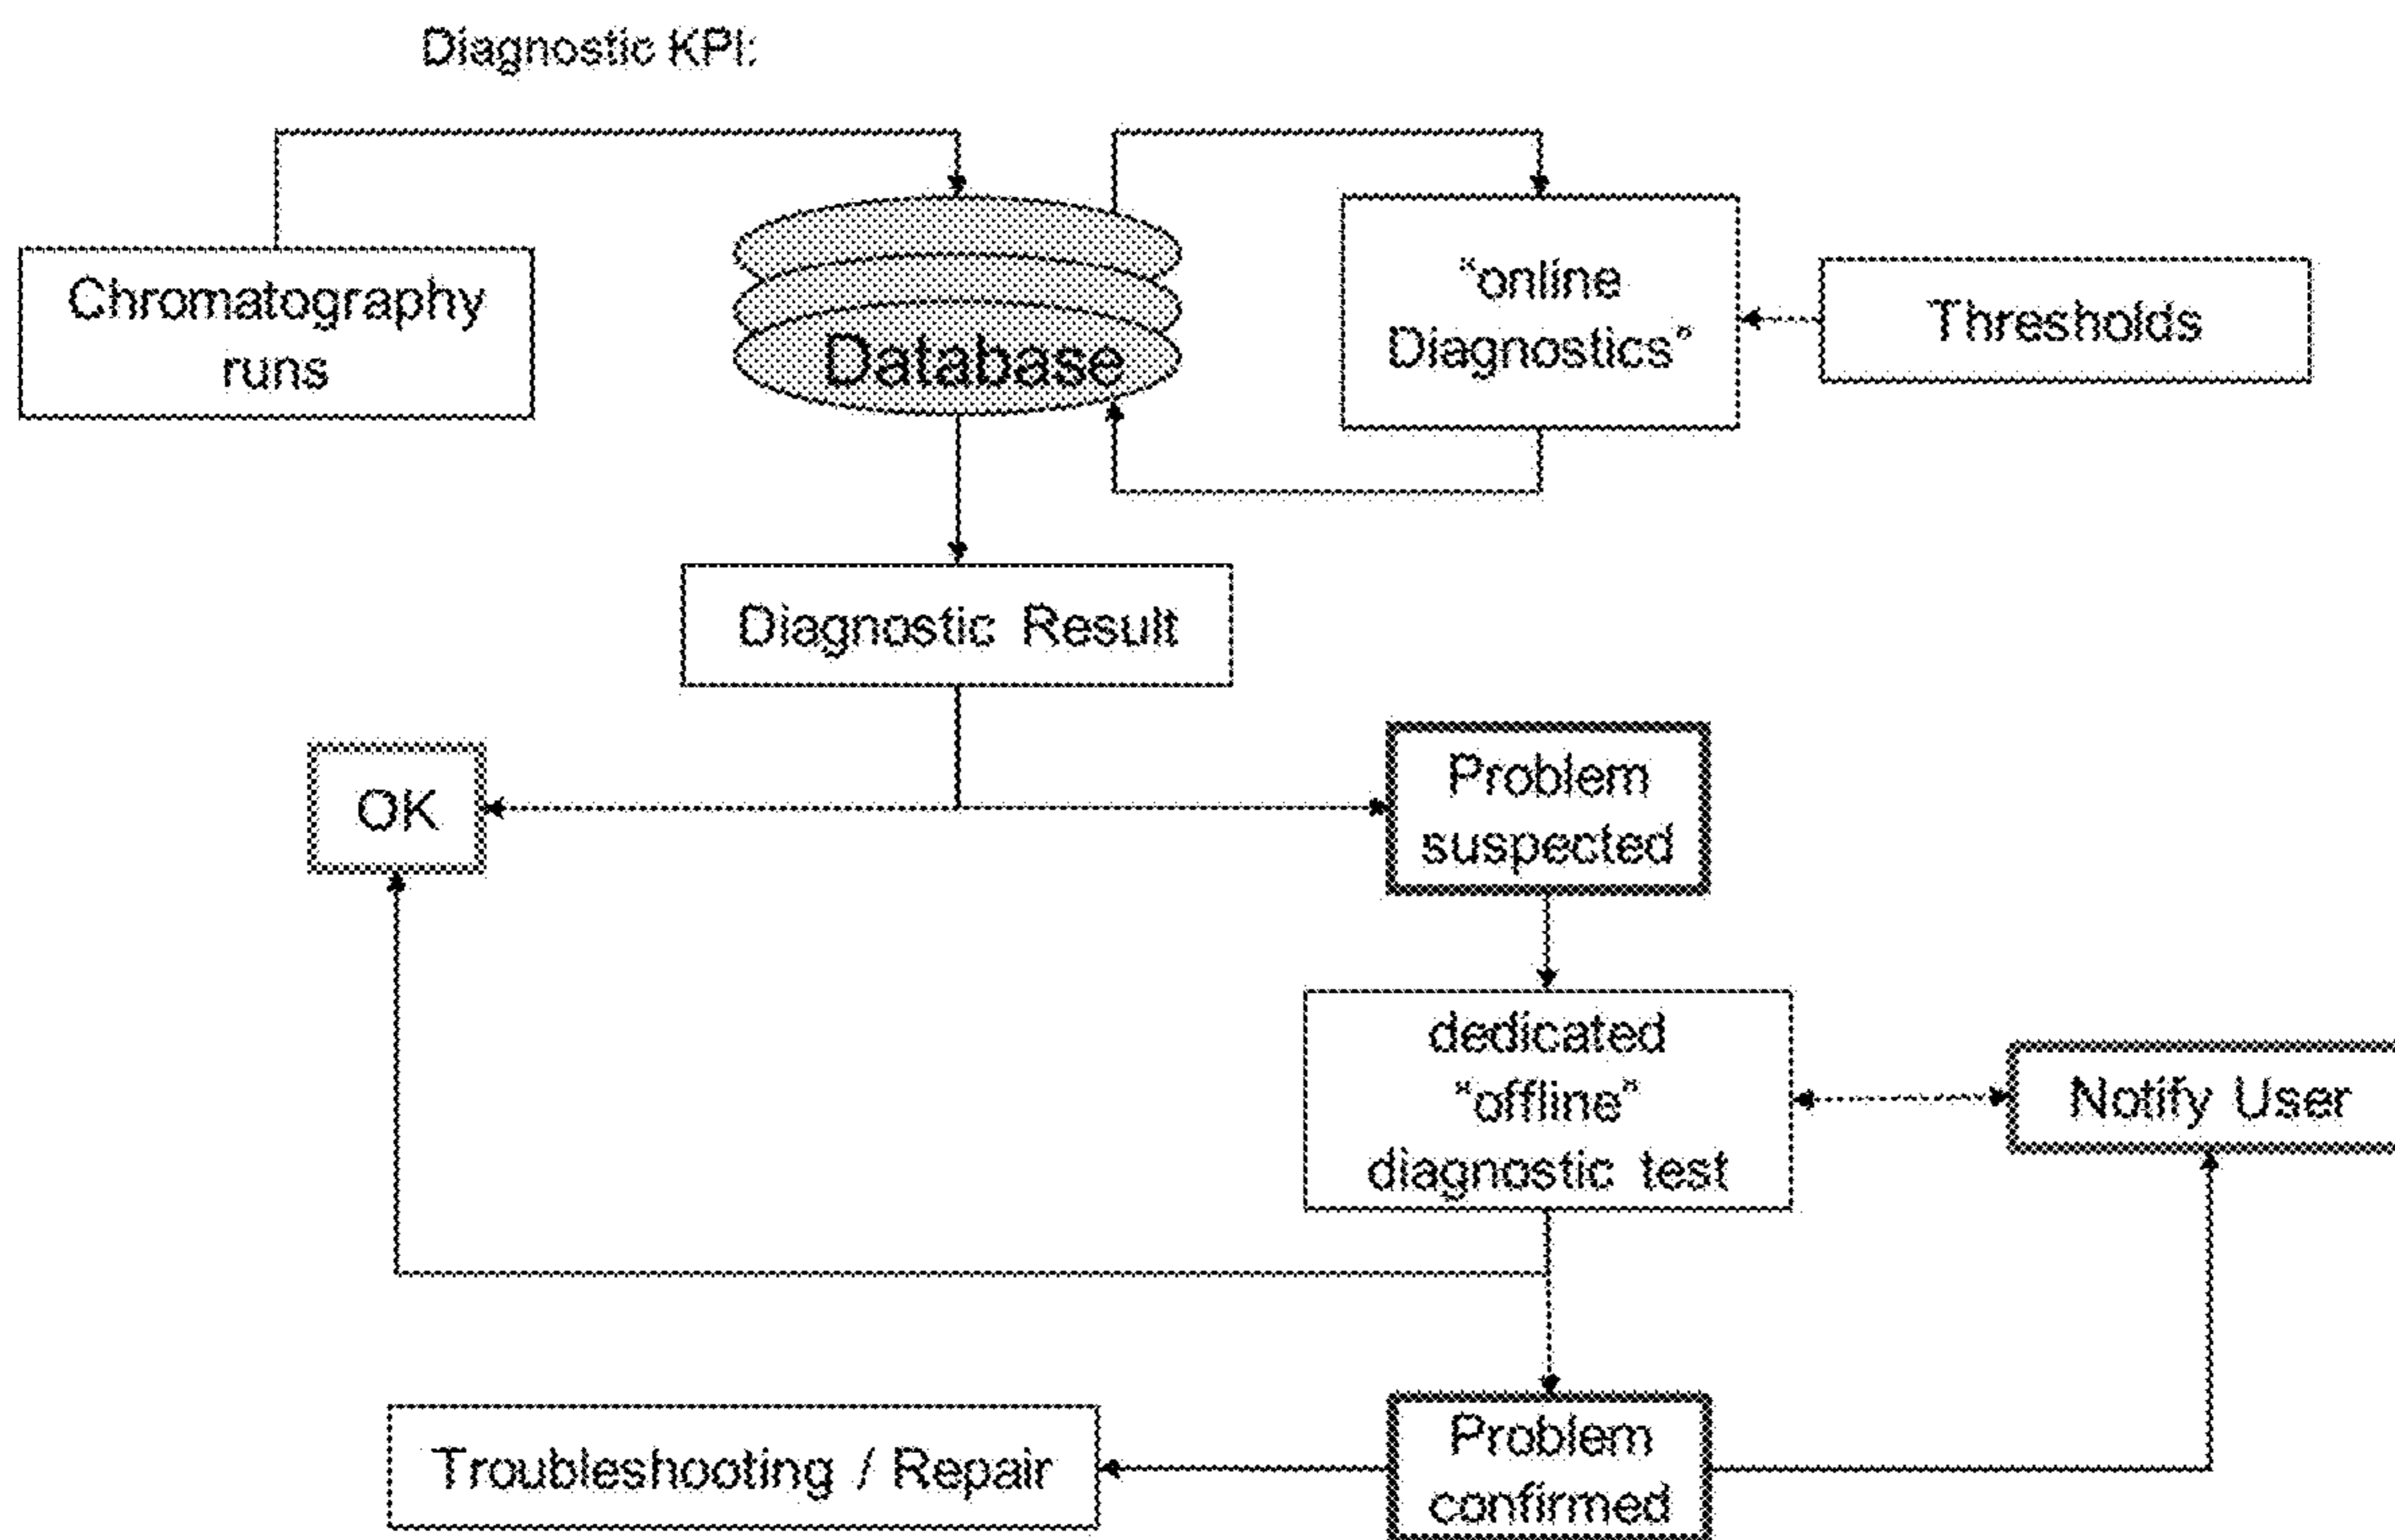 Diagnostic KPI:
Chromatography
runs
Database
"online
Diagnostics"
Thresholds
Diagnostic Result
OK
Problem
suspected
dedicated
"offline"
diagnostic test
Notify User
Troubleshooting / Repair
Problem
confirmed